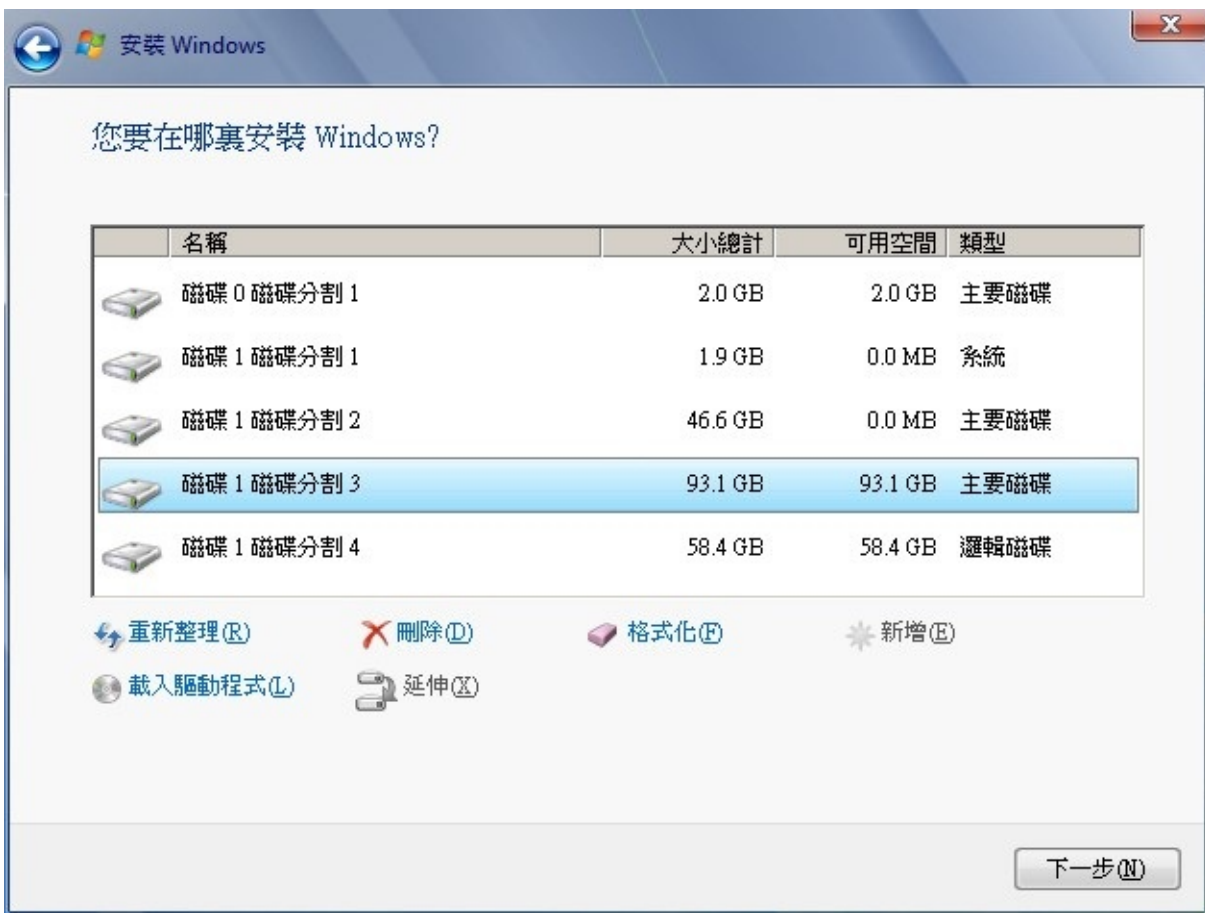 安裝 Windows
您要在哪裏安裝 Windows?
名稱 大小總計 可用空間 類型
磁碟 0 磁碟分割 1 2.0 GB 2.0 GB 主要磁碟
磁碟 1 磁碟分割 1 1.9 GB 0.0 MB 系統
磁碟 1 磁碟分割 2 46.6 GB 0.0 MB 主要磁碟
磁碟 1 磁碟分割 3 93.1 GB 93.1 GB 主要磁碟
磁碟 1 磁碟分割 4 58.4 GB 58.4 GB 邏輯磁碟
重新整理(R) 刪除(D) 格式化(F) 新增(E)
載入驅動程式(L) 延伸(X)
下一步(N)